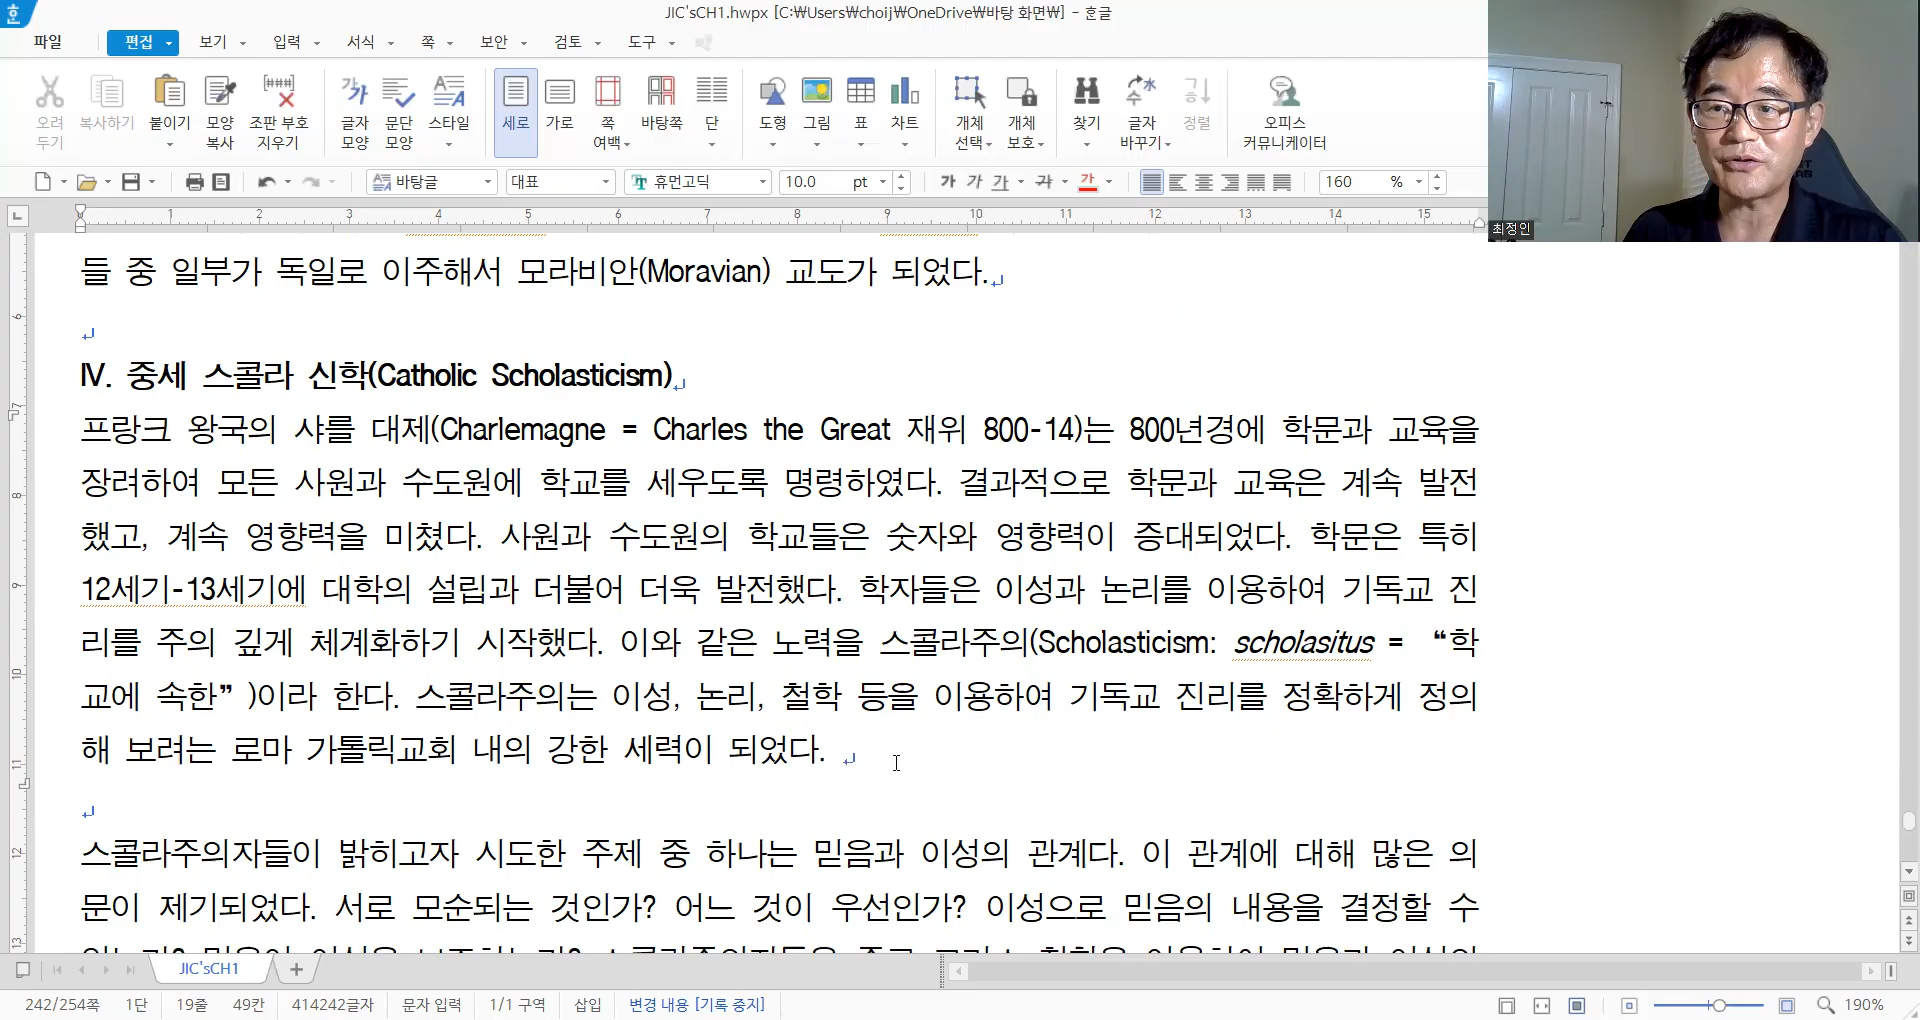 JIC'sCH1.hwpx [C:₩Users₩choij₩OneDrive₩바탕 화면₩] - 훈글
파일 편집 보기 입력 서식 쪽 보안 검토 도구
오려 두기 복사하기 붙이기 모양 복사 조판 부호 지우기 글자 모양 문단 모양 스타일 세로 가로 쪽 여백 바탕쪽 단 도형 그림 표 차트 개체 선택 개체 보호 찾기 글자 바꾸기 정렬 오피스 커뮤니케이터
바탕글 대표 휴먼고딕 10.0 pt 가 가 가 가 가 160 %
1 2 3 4 5 6 7 8 9 10 11 12 13 14 15
최정인
들 중 일부가 독일로 이주해서 모라비안(Moravian) 교도가 되었다.
Ⅳ. 중세 스콜라 신학(Catholic Scholasticism)
프랑크 왕국의 샤를 대제(Charlemagne = Charles the Great 재위 800-14)는 800년경에 학문과 교육을
장려하여 모든 사원과 수도원에 학교를 세우도록 명령하였다. 결과적으로 학문과 교육은 계속 발전
했고, 계속 영향력을 미쳤다. 사원과 수도원의 학교들은 숫자와 영향력이 증대되었다. 학문은 특히
12세기-13세기에 대학의 설립과 더불어 더욱 발전했다. 학자들은 이성과 논리를 이용하여 기독교 진
리를 주의 깊게 체계화하기 시작했다. 이와 같은 노력을 스콜라주의(Scholasticism: scholasitus = “학
교에 속한” )이라 한다. 스콜라주의는 이성, 논리, 철학 등을 이용하여 기독교 진리를 정확하게 정의
해 보려는 로마 가톨릭교회 내의 강한 세력이 되었다.
스콜라주의자들이 밝히고자 시도한 주제 중 하나는 믿음과 이성의 관계다. 이 관계에 대해 많은 의
문이 제기되었다. 서로 모순되는 것인가? 어느 것이 우선인가? 이성으로 믿음의 내용을 결정할 수
JIC'sCH1
242/254쪽 1단 19줄 49칸 414242글자 문자 입력 1/1 구역 삽입 변경 내용 [기록 중지] 190%